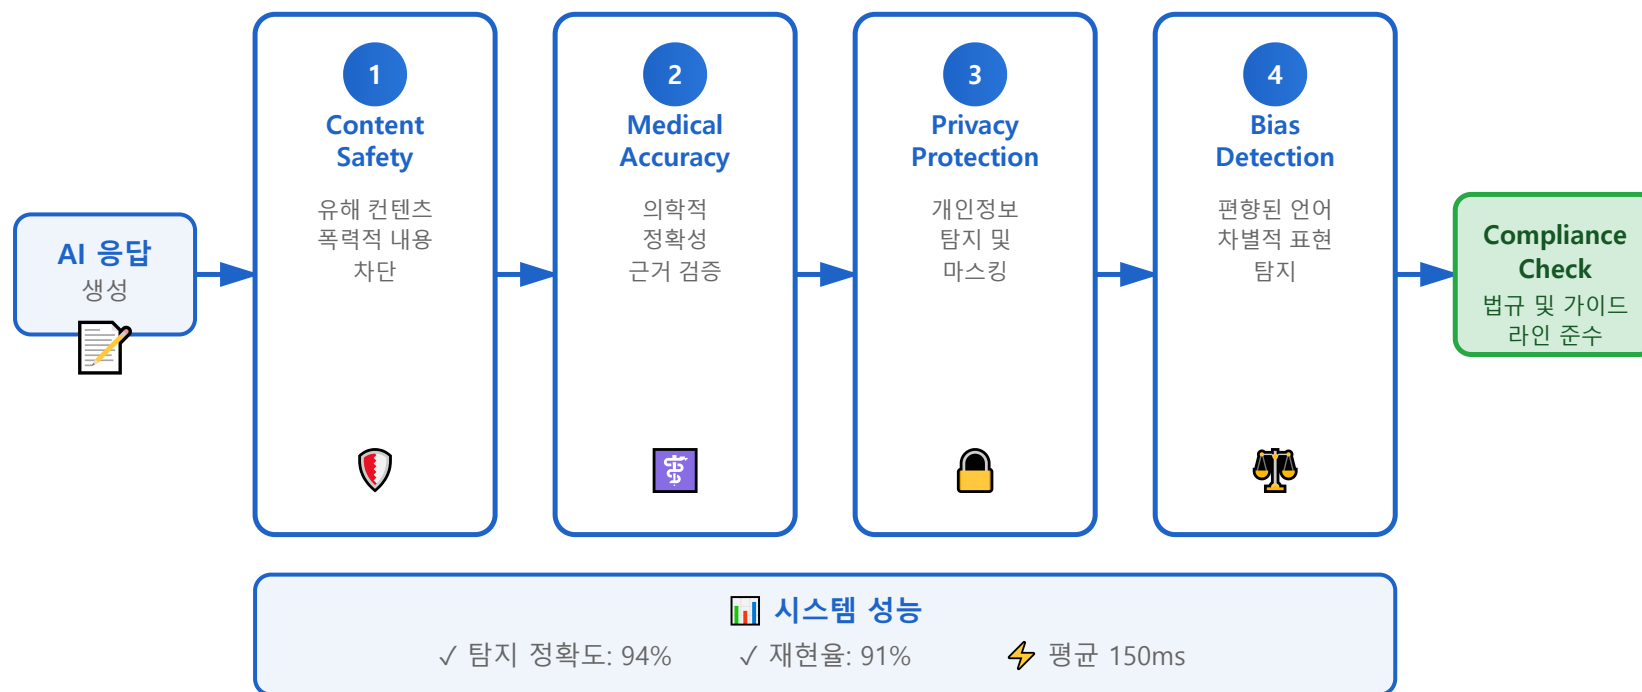 AI 응답
생성
1
Content
Safety
유해 컨텐츠
폭력적 내용
차단
2
Medical
Accuracy
의학적
정확성
근거 검증
3
Privacy
Protection
개인정보
탐지 및
마스킹
4
Bias
Detection
편향된 언어
차별적 표현
탐지
Compliance
Check
법규 및 가이드
라인 준수
📊 시스템 성능
✓ 탐지 정확도: 94% ✓ 재현율: 91% ⚡ 평균 150ms